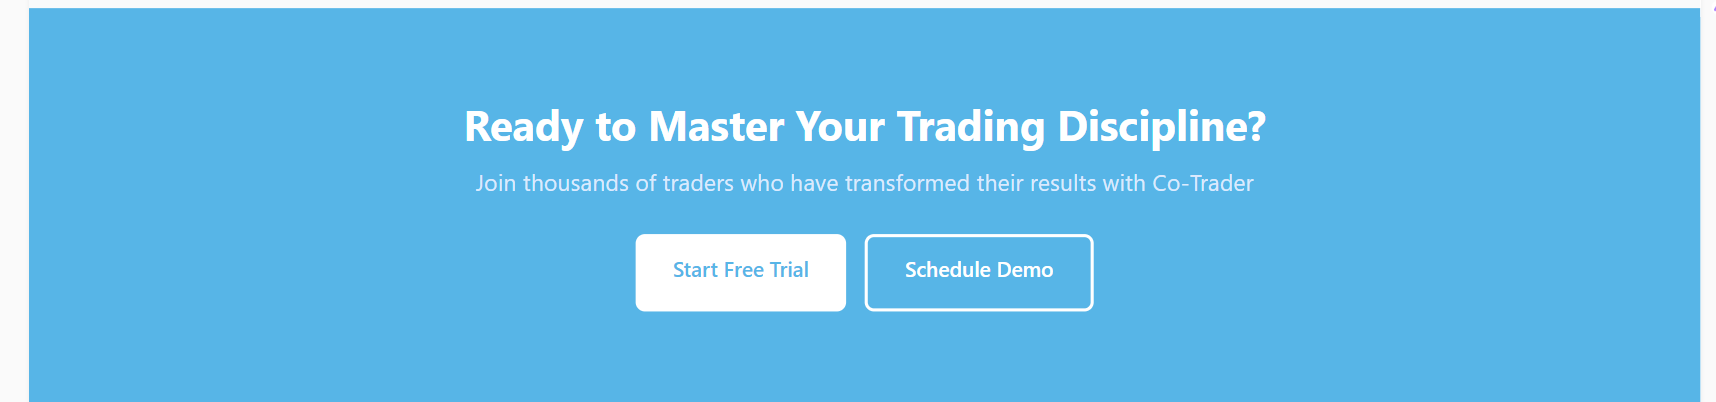 Ready to Master Your Trading Discipline?
Join thousands of traders who have transformed their results with Co-Trader
Start Free Trial
Schedule Demo